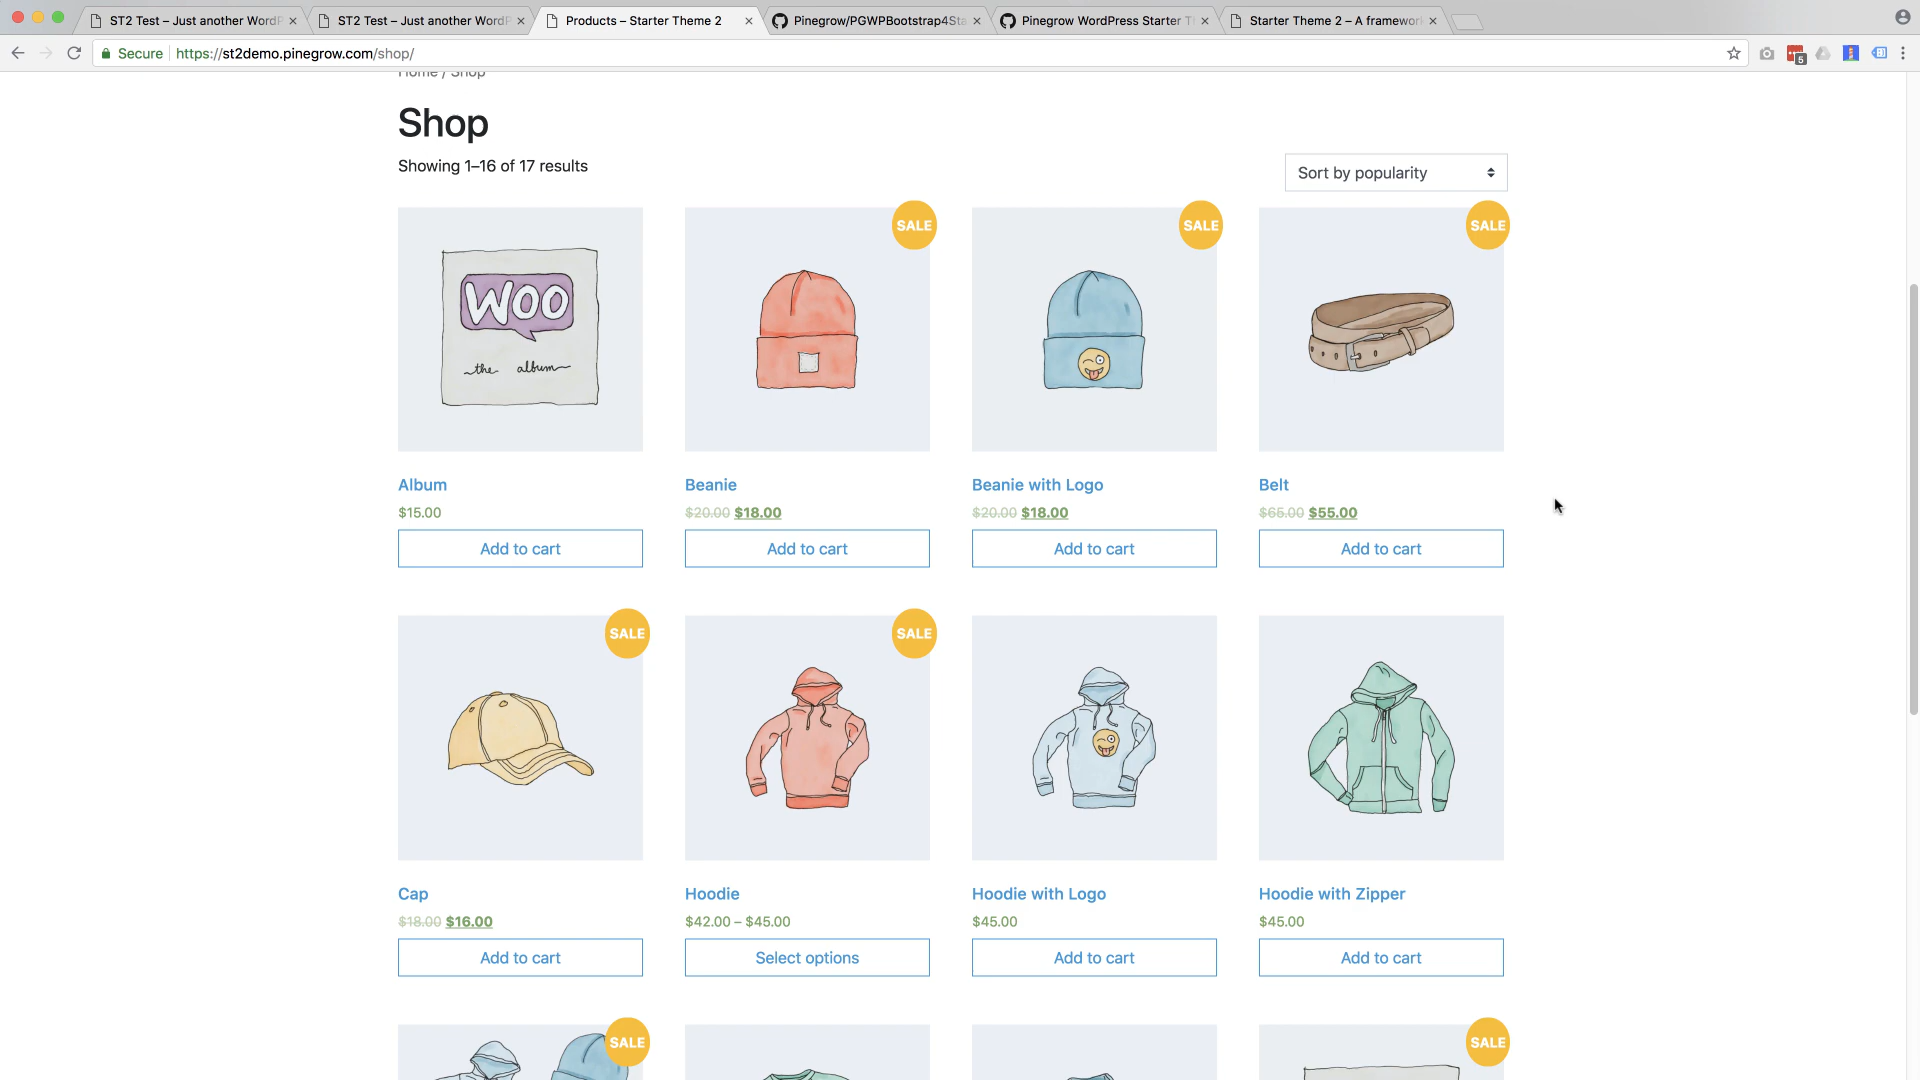 ST2 Test – Just another WordP
ST2 Test – Just another WordP
Products – Starter Theme 2
Pinegrow/PGWPBootstrap4Sta
Pinegrow WordPress Starter T
Starter Theme 2 – A framework
Secure
https://st2demo.pinegrow.com/shop/
5
Home / Shop
Shop
Showing 1–16 of 17 results
Sort by popularity
SALE
SALE
SALE
WOO
the album
Album
Beanie
Beanie with Logo
Belt
$15.00
$20.00 $18.00
$20.00 $18.00
$65.00 $55.00
Add to cart
Add to cart
Add to cart
Add to cart
SALE
SALE
Cap
Hoodie
Hoodie with Logo
Hoodie with Zipper
$18.00 $16.00
$42.00 – $45.00
$45.00
$45.00
Add to cart
Select options
Add to cart
Add to cart
SALE
SALE